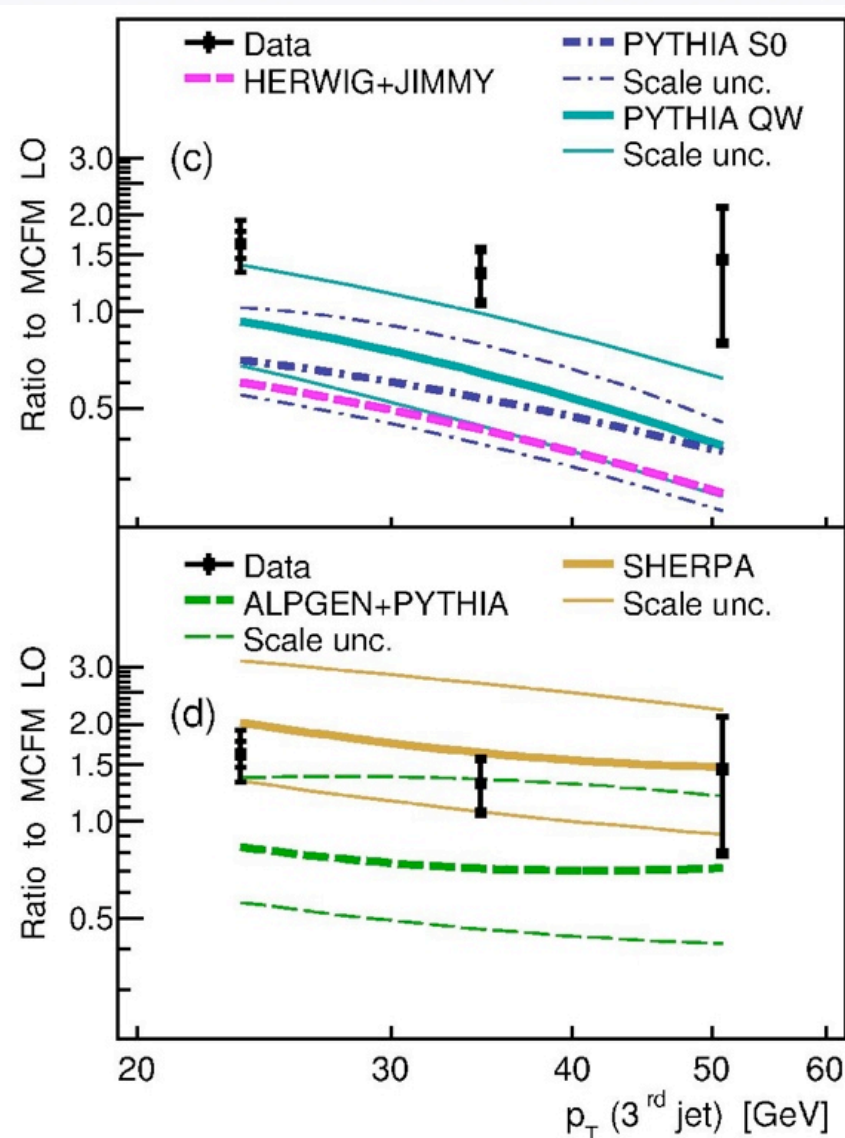 Data
HERWIG+JIMMY
PYTHIA S0
Scale unc.
PYTHIA QW
Scale unc.
(c)
Ratio to MCFM LO
3.0
2.0
1.5
1.0
0.5
Data
ALPGEN+PYTHIA
Scale unc.
SHERPA
Scale unc.
(d)
Ratio to MCFM LO
3.0
2.0
1.5
1.0
0.5
20 30 40 50 60
p_T (3^rd jet) [GeV]